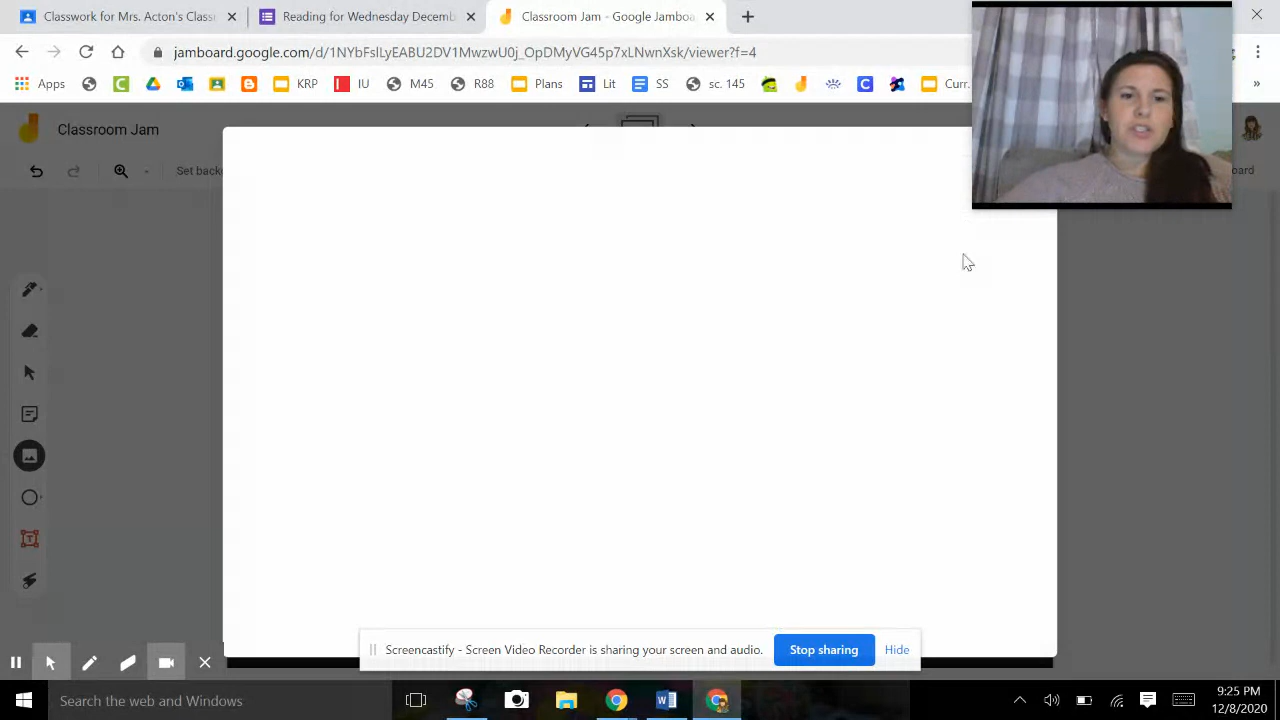 Classwork for Mrs. Acton's Class
Reading for Wednesday Decem
Classroom Jam - Google Jamboa
jamboard.google.com/d/1NYbFslLyEABU2DV1MwzwU0j_OpDMyVG45p7xLNwnXsk/viewer?f=4
Apps KRP IU M45 R88 Plans Lit SS sc. 145 Curr. »
Classroom Jam
Set back
Screencastify - Screen Video Recorder is sharing your screen and audio. Stop sharing Hide
Search the web and Windows
9:25 PM
12/8/2020